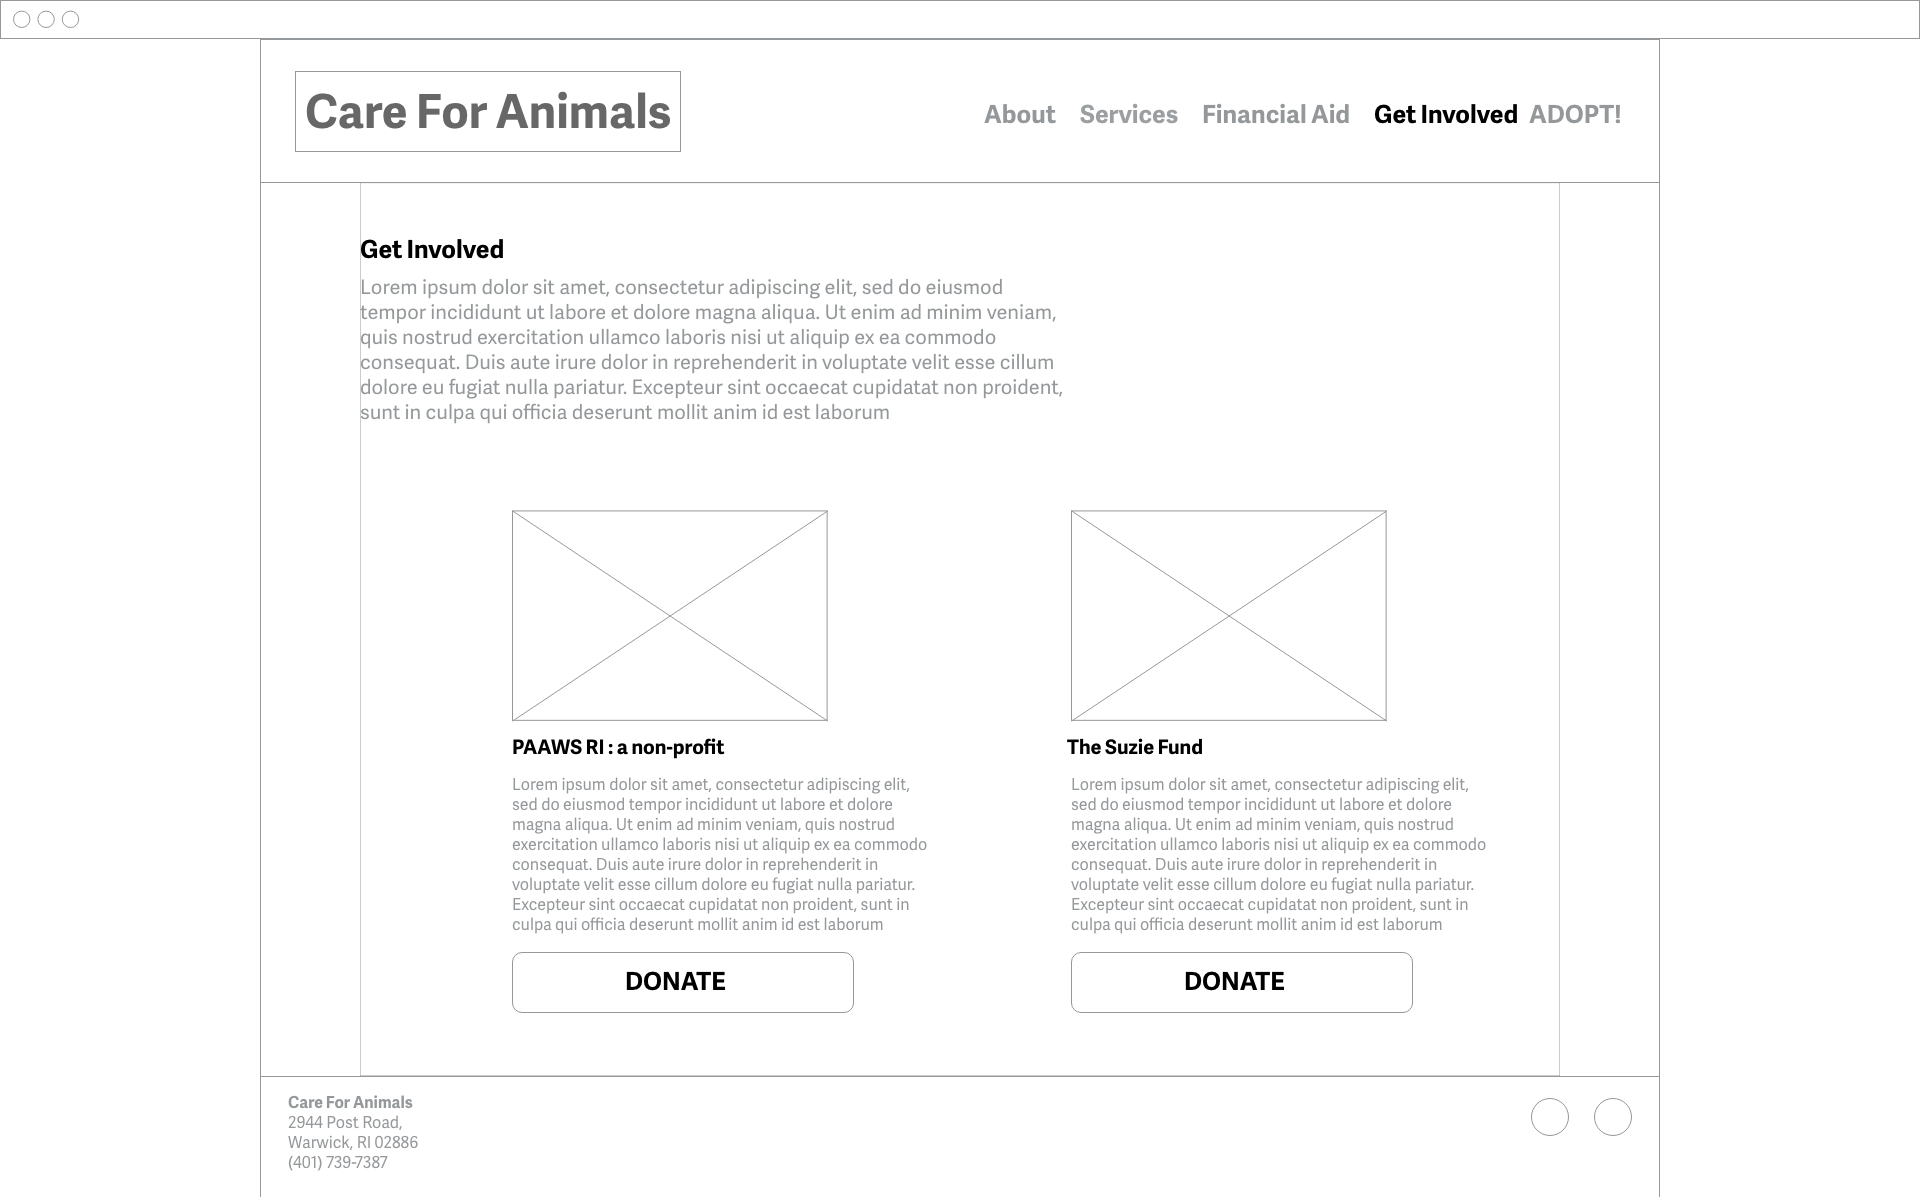 Care For Animals
About Services Financial Aid Get Involved ADOPT!
Get Involved
Lorem ipsum dolor sit amet, consectetur adipiscing elit, sed do eiusmod
tempor incididunt ut labore et dolore magna aliqua. Ut enim ad minim veniam,
quis nostrud exercitation ullamco laboris nisi ut aliquip ex ea commodo
consequat. Duis aute irure dolor in reprehenderit in voluptate velit esse cillum
dolore eu fugiat nulla pariatur. Excepteur sint occaecat cupidatat non proident,
sunt in culpa qui officia deserunt mollit anim id est laborum
PAAWS RI : a non-profit
Lorem ipsum dolor sit amet, consectetur adipiscing elit,
sed do eiusmod tempor incididunt ut labore et dolore
magna aliqua. Ut enim ad minim veniam, quis nostrud
exercitation ullamco laboris nisi ut aliquip ex ea commodo
consequat. Duis aute irure dolor in reprehenderit in
voluptate velit esse cillum dolore eu fugiat nulla pariatur.
Excepteur sint occaecat cupidatat non proident, sunt in
culpa qui officia deserunt mollit anim id est laborum
DONATE
The Suzie Fund
Lorem ipsum dolor sit amet, consectetur adipiscing elit,
sed do eiusmod tempor incididunt ut labore et dolore
magna aliqua. Ut enim ad minim veniam, quis nostrud
exercitation ullamco laboris nisi ut aliquip ex ea commodo
consequat. Duis aute irure dolor in reprehenderit in
voluptate velit esse cillum dolore eu fugiat nulla pariatur.
Excepteur sint occaecat cupidatat non proident, sunt in
culpa qui officia deserunt mollit anim id est laborum
DONATE
Care For Animals
2944 Post Road,
Warwick, RI 02886
(401) 739-7387